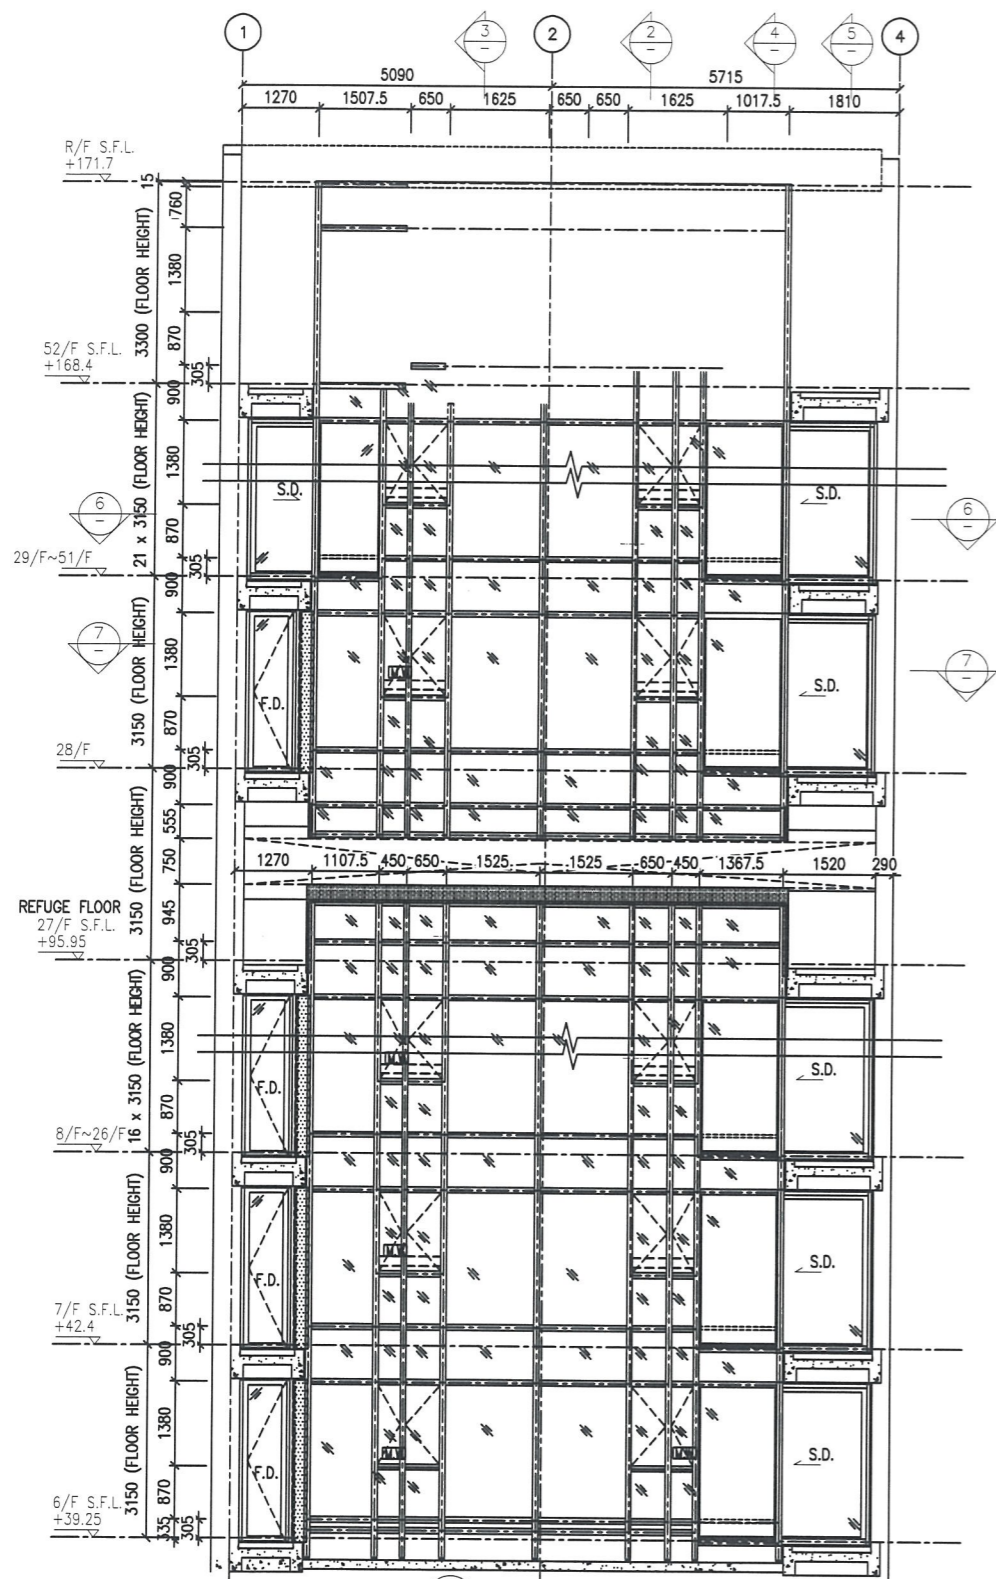 1
3
–
2
2
–
4
–
5
–
4
5090
5715
1270
1507.5
650
1625
650
650
1625
1017.5
1810
R/F S.F.L.
+171.7
15
760
1380
870
305
3300 (FLOOR HEIGHT)
52/F S.F.L.
+168.4
900
1380
870
305
21 x 3150 (FLOOR HEIGHT)
S.D.
S.D.
6
–
6
–
29/F~51/F
900
1380
870
305
3150 (FLOOR HEIGHT)
7
–
7
–
F.D.
S.D.
28/F
900
555
750
945
305
3150 (FLOOR HEIGHT)
1270
1107.5
450
650
1525
1525
650
450
1367.5
1520
290
REFUGE FLOOR
27/F S.F.L.
+95.95
900
1380
870
305
16 x 3150 (FLOOR HEIGHT)
F.D.
S.D.
8/F~26/F
900
1380
870
305
3150 (FLOOR HEIGHT)
F.D.
S.D.
7/F S.F.L.
+42.4
900
1380
870
335
305
3150 (FLOOR HEIGHT)
F.D.
S.D.
6/F S.F.L.
+39.25